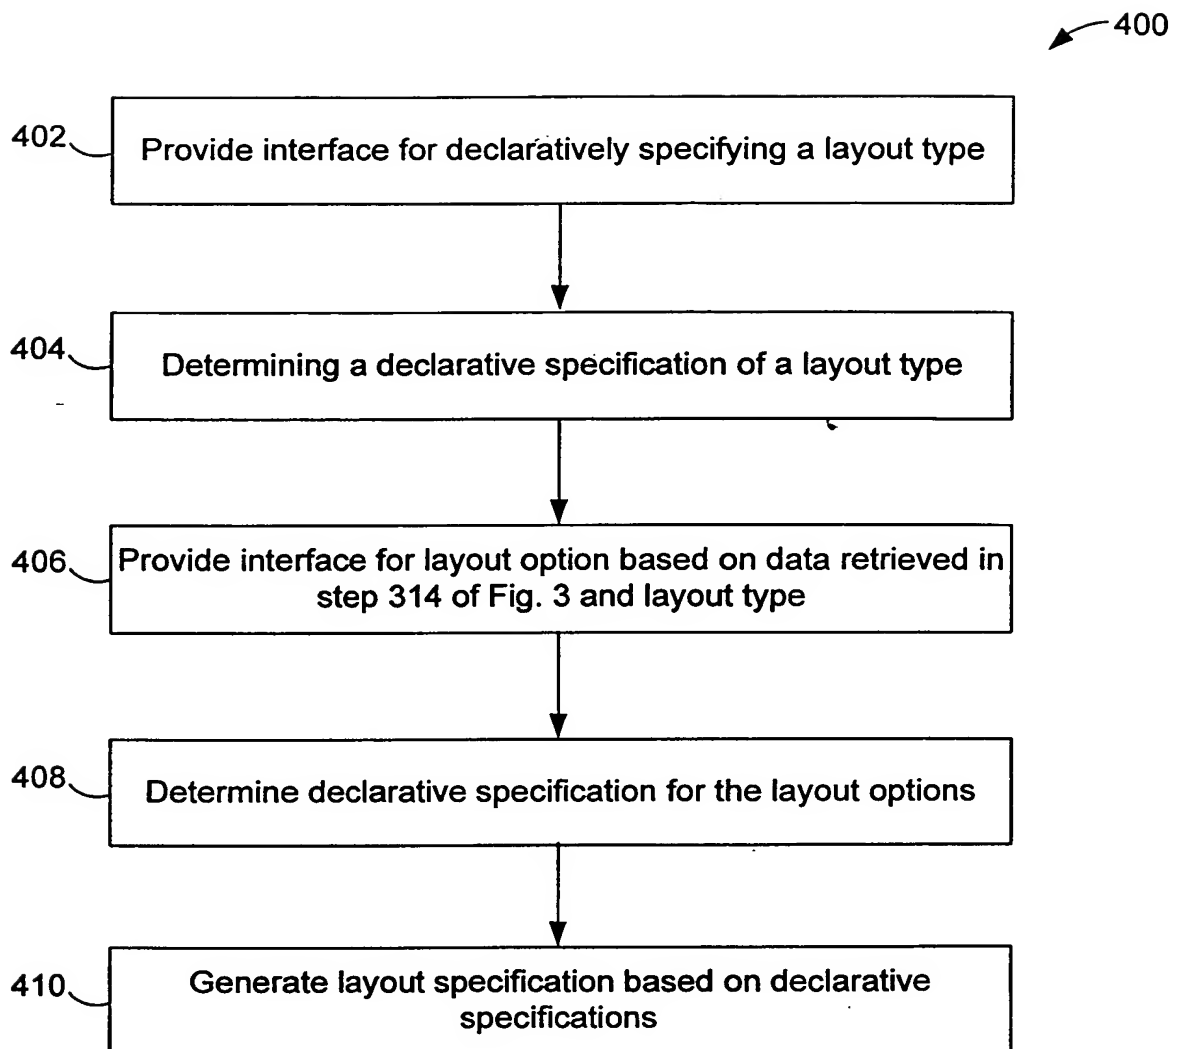 400
402
Provide interface for declaratively specifying a layout type
404
Determining a declarative specification of a layout type
406
Provide interface for layout option based on data retrieved in
step 314 of Fig. 3 and layout type
408
Determine declarative specification for the layout options
410
Generate layout specification based on declarative
specifications